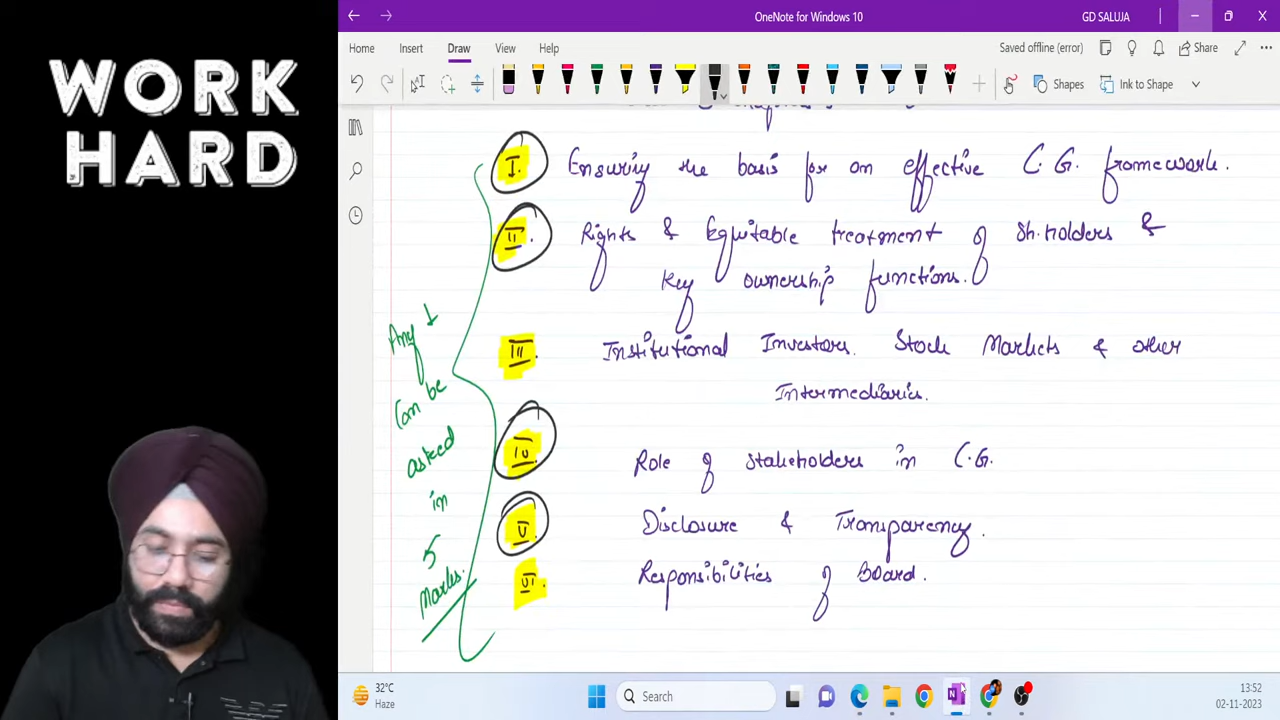 WORK
HARD
OneNote for Windows 10
GD SALUJA
Home
Insert
Draw
View
Help
Saved offline (error)
Share
Shapes
Ink to Shape
I. Ensuring the basis for an effective C.G. framework.
II. Rights & Equitable treatment of Sh.holders &
Key ownership functions.
III. Institutional Investors. Stock Markets & other
Intermediaries.
IV. Role of stakeholders in C.G.
V. Disclosure & Transparency.
VI. Responsibilities of Board.
Any 1
Can be
asked
in
5
Marks.
32°C
Haze
Search
13:52
02-11-2023